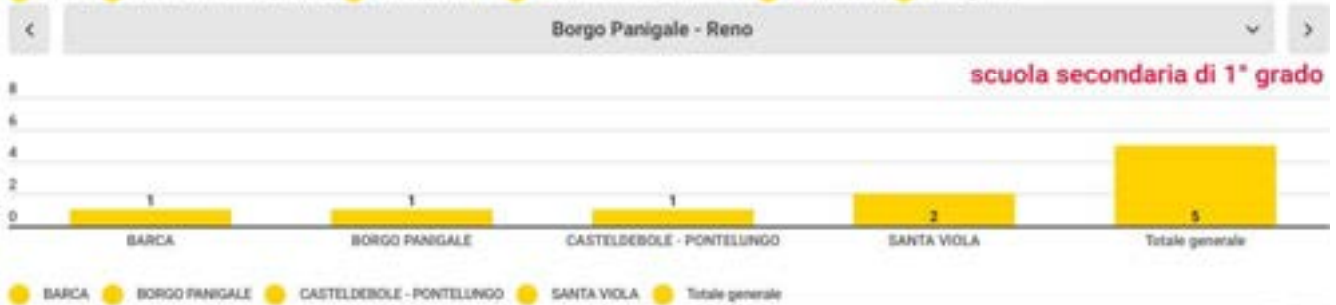 Borgo Panigale - Reno
scuola secondaria di 1° grado
8
6
4
2
0
1
1
1
2
5
BARCA BORGO PANIGALE CASTELDEBOLE - PONTELUNGO SANTA VIOLA Totale generale
BARCA BORGO PANIGALE CASTELDEBOLE - PONTELUNGO SANTA VIOLA Totale generale